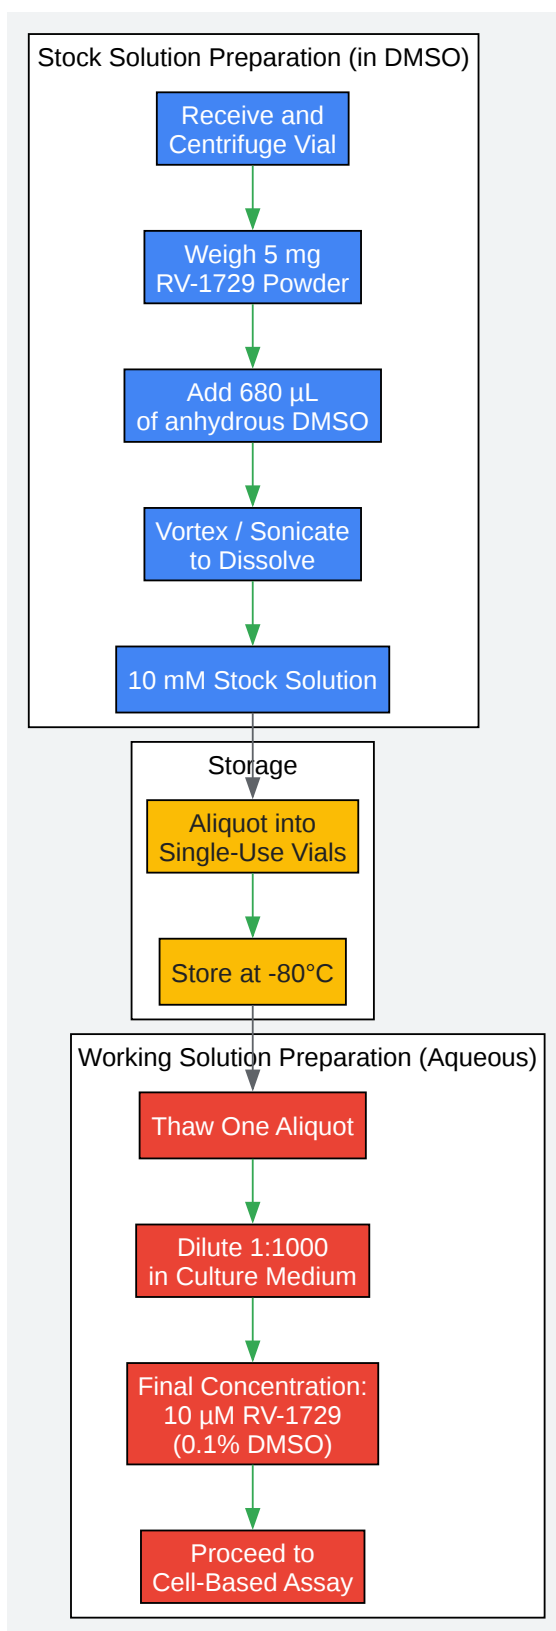 Stock Solution Preparation (in DMSO)
Receive and
Centrifuge Vial
Weigh 5 mg
RV-1729 Powder
Add 680 µL
of anhydrous DMSO
Vortex / Sonicate
to Dissolve
10 mM Stock Solution
Storage
Aliquot into
Single-Use Vials
Store at -80°C
Working Solution Preparation (Aqueous)
Thaw One Aliquot
Dilute 1:1000
in Culture Medium
Final Concentration:
10 µM RV-1729
(0.1% DMSO)
Proceed to
Cell-Based Assay